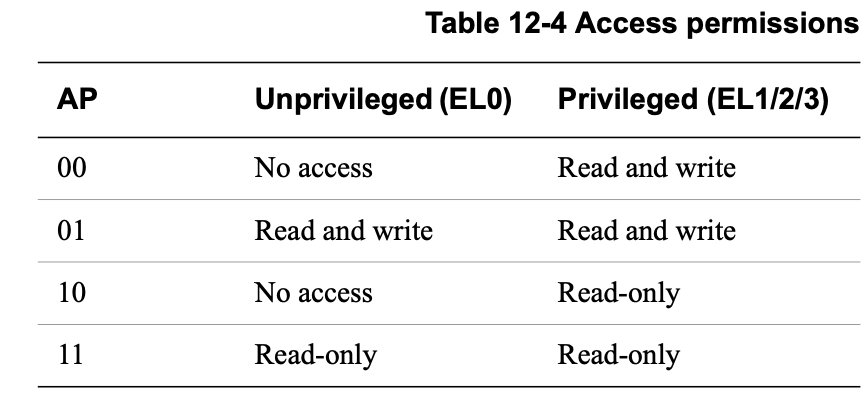 Table 12-4 Access permissions
AP Unprivileged (EL0) Privileged (EL1/2/3)
00 No access Read and write
01 Read and write Read and write
10 No access Read-only
11 Read-only Read-only